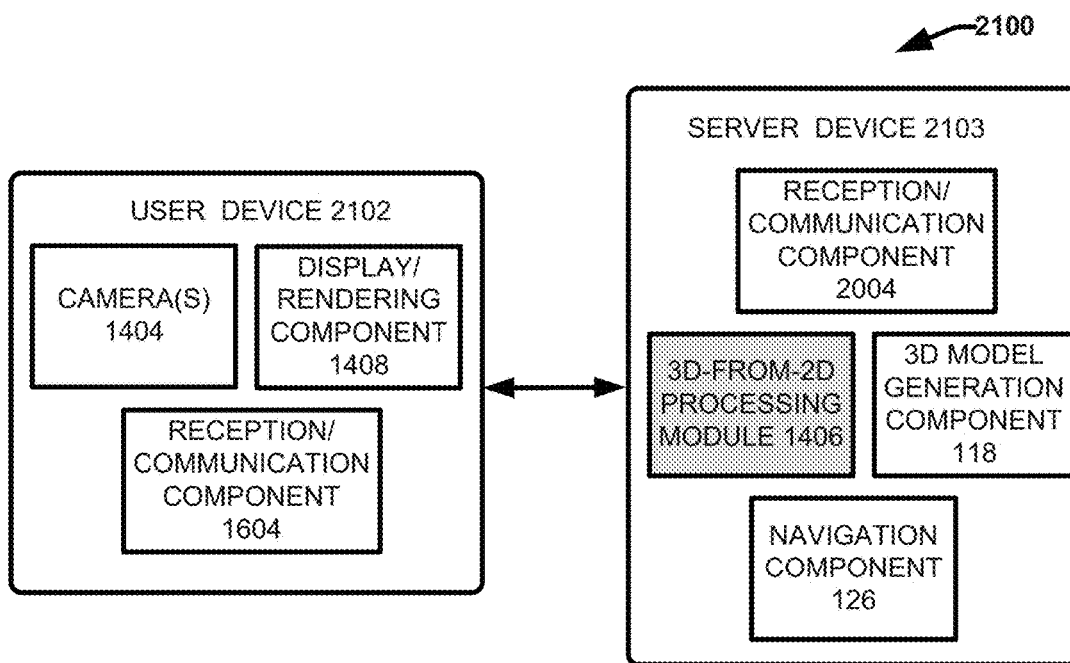 2100
USER DEVICE 2102
CAMERA(S)
1404
DISPLAY/
RENDERING
COMPONENT
1408
RECEPTION/
COMMUNICATION
COMPONENT
1604
SERVER DEVICE 2103
RECEPTION/
COMMUNICATION
COMPONENT
2004
3D-FROM-2D
PROCESSING
MODULE 1406
3D MODEL
GENERATION
COMPONENT
118
NAVIGATION
COMPONENT
126